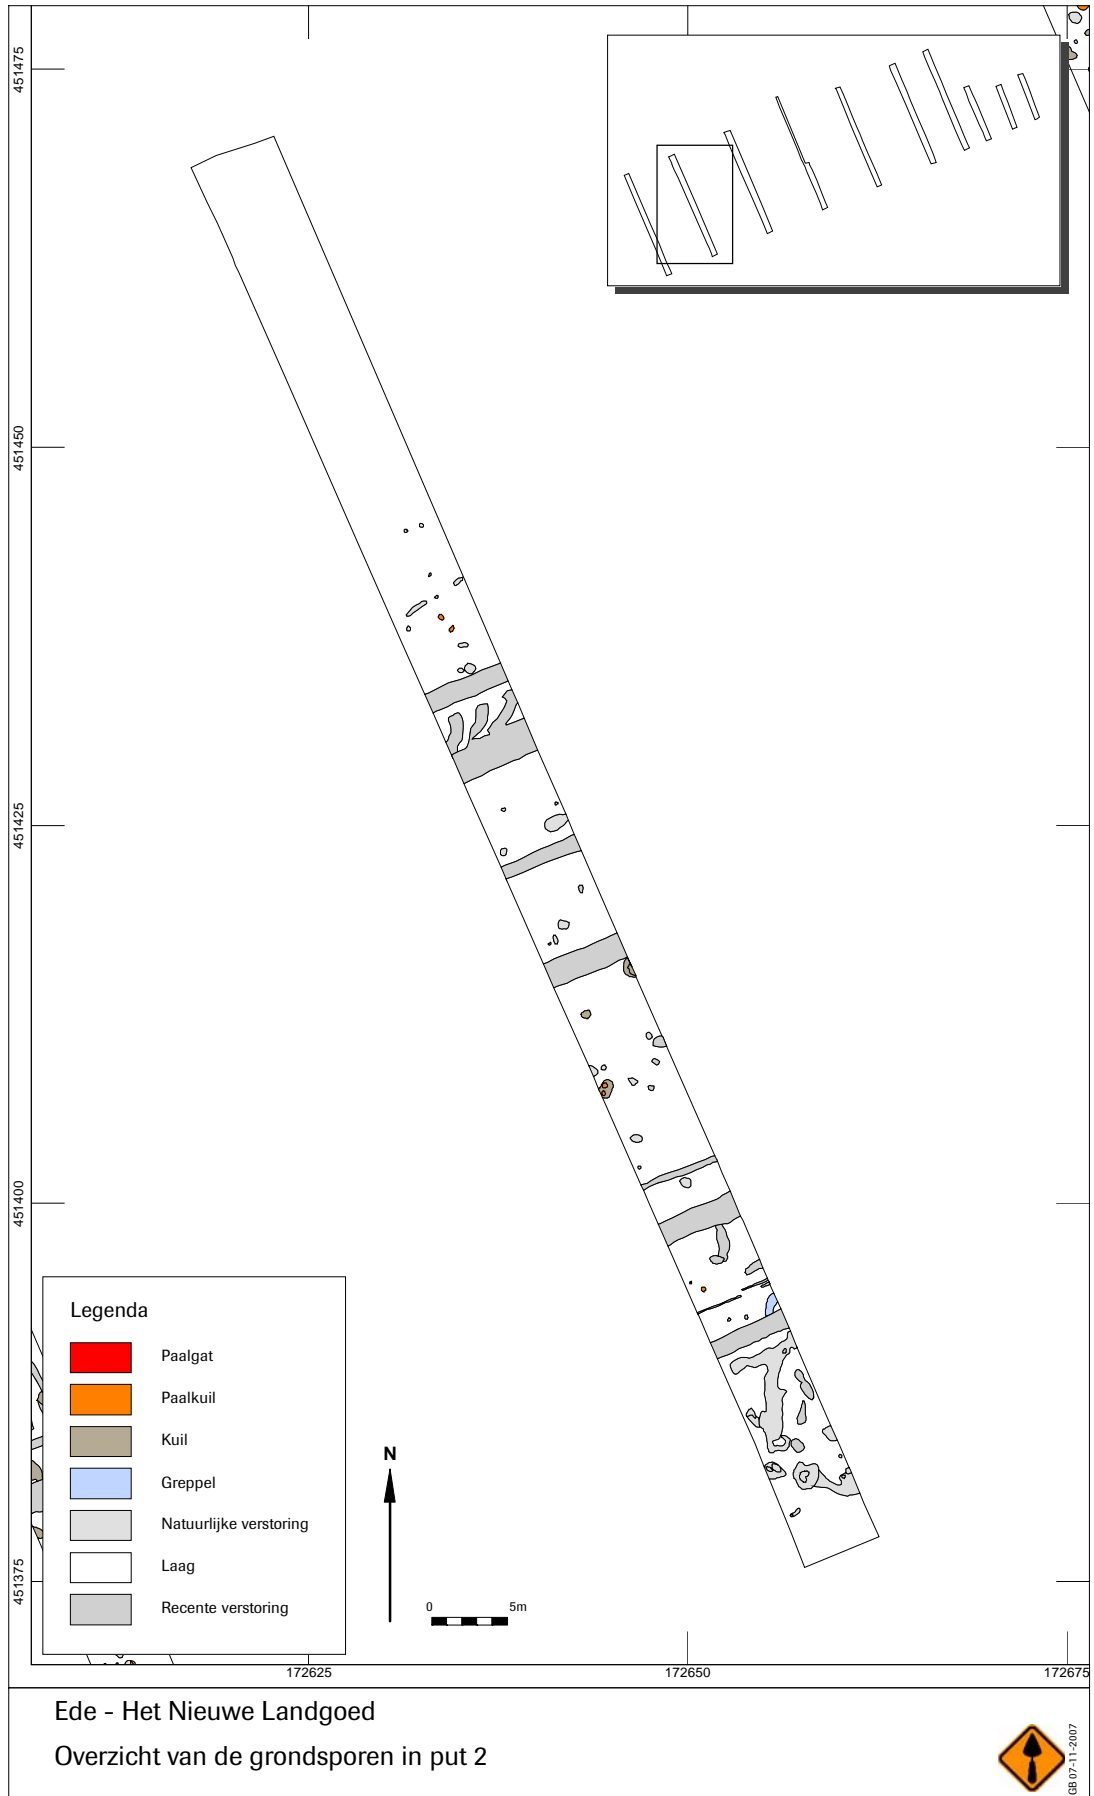 451475
451450
451425
451400
451375
Legenda
Paalgat
Paalkuil
Kuil
Greppel
Natuurlijke verstoring
Laag
Recente verstoring
N
0 5m
172625 172650 172675
Ede - Het Nieuwe Landgoed
Overzicht van de grondsporen in put 2
GB 07-11-2007